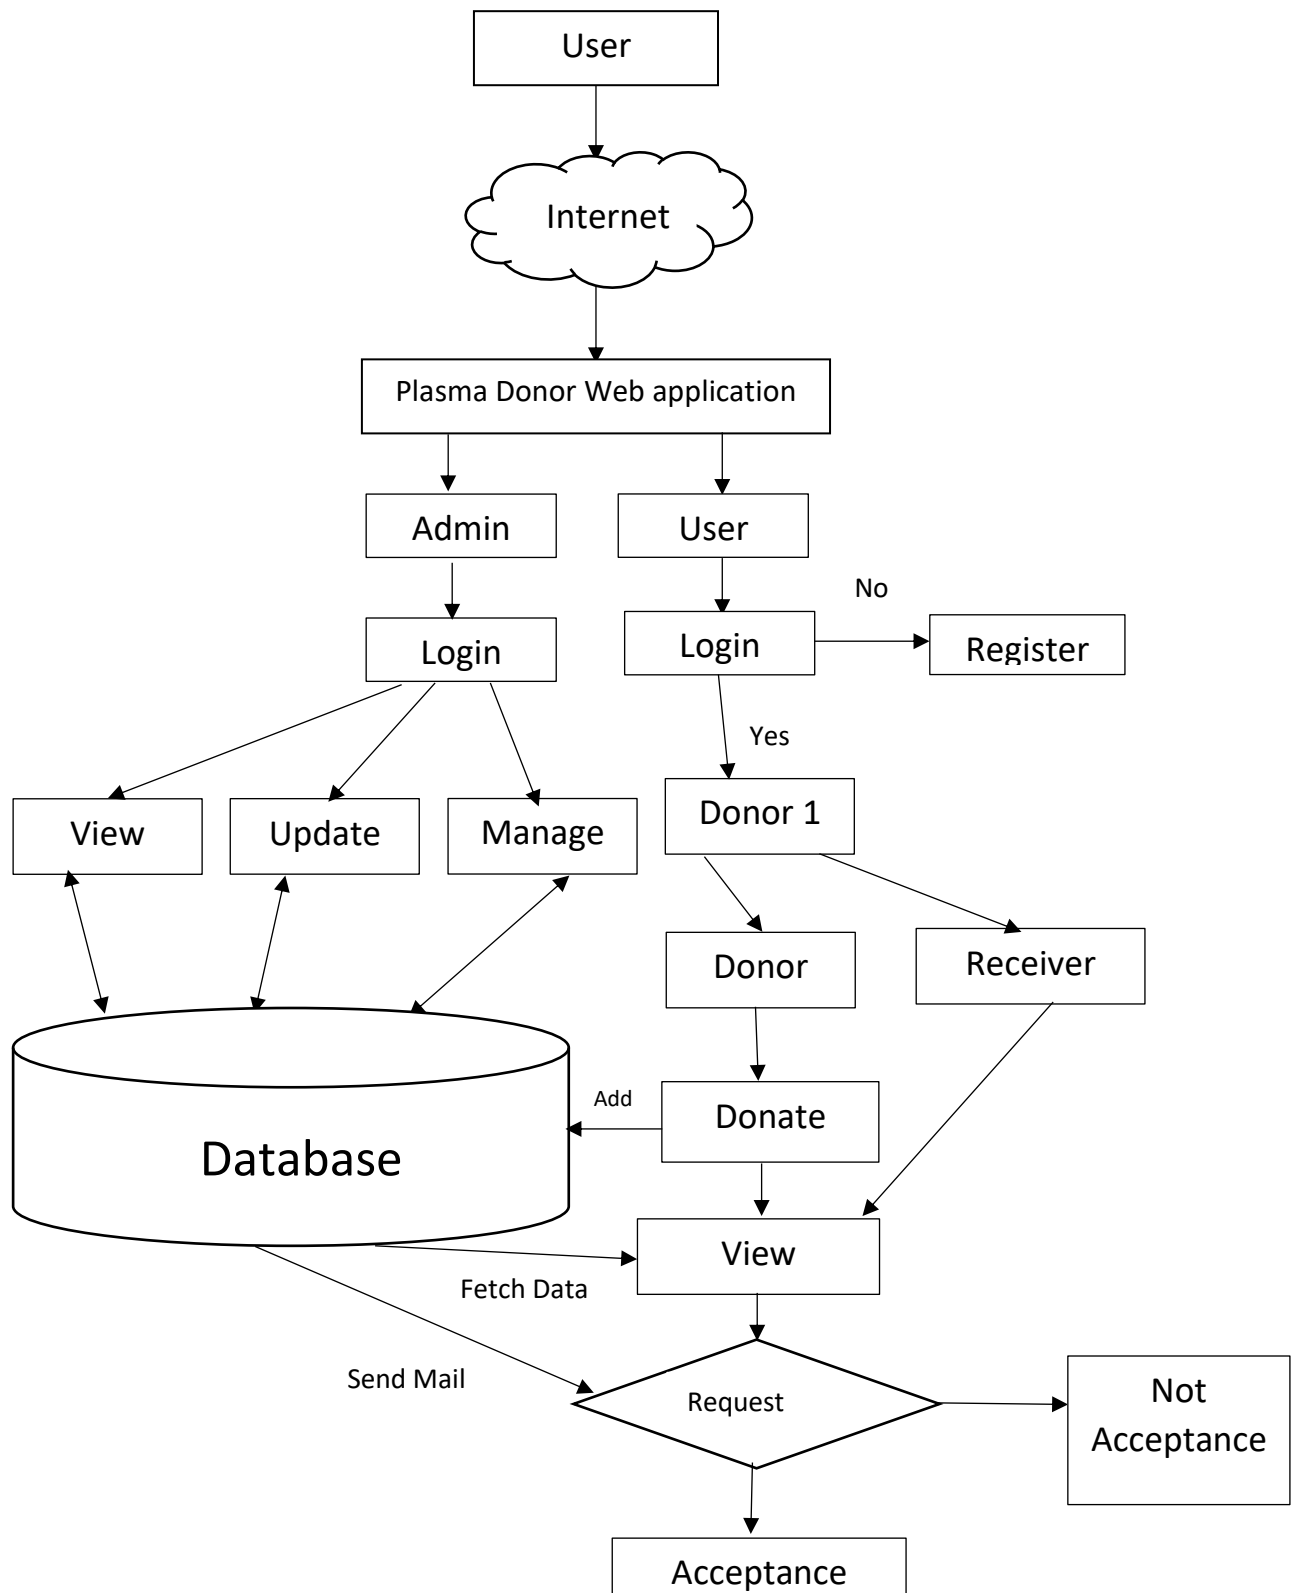 User
Internet
Plasma Donor Web application
Admin
User
No
Login
Login
Register
Yes
View
Update
Manage
Donor 1
Donor
Receiver
Add
Donate
Database
View
Fetch Data
Send Mail
Request
Not
Acceptance
Acceptance